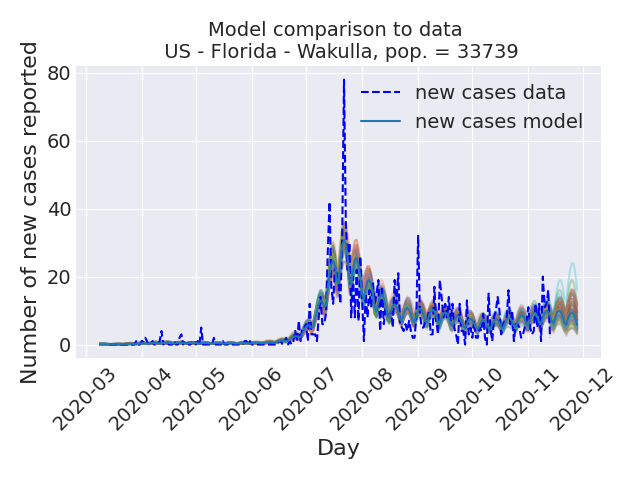 Model comparison to data
US - Florida - Wakulla, pop. = 33739
Number of new cases reported
80
60
40
20
0
new cases data
new cases model
2020-03
2020-04
2020-05
2020-06
2020-07
2020-08
2020-09
2020-10
2020-11
2020-12
Day